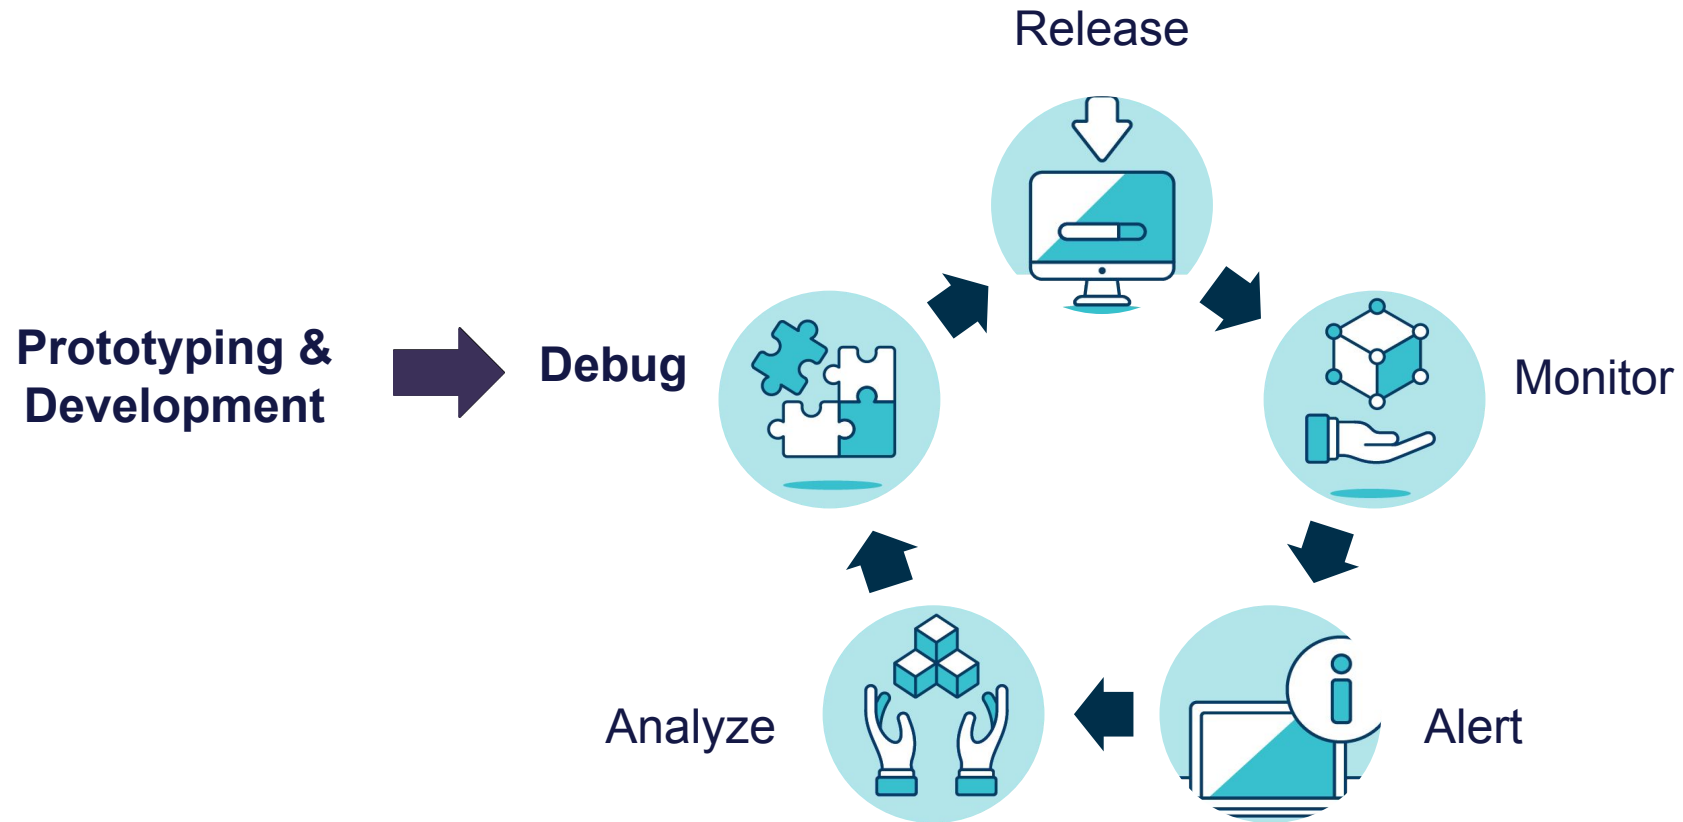 Release
Prototyping &
Development
Debug
Monitor
Analyze
Alert